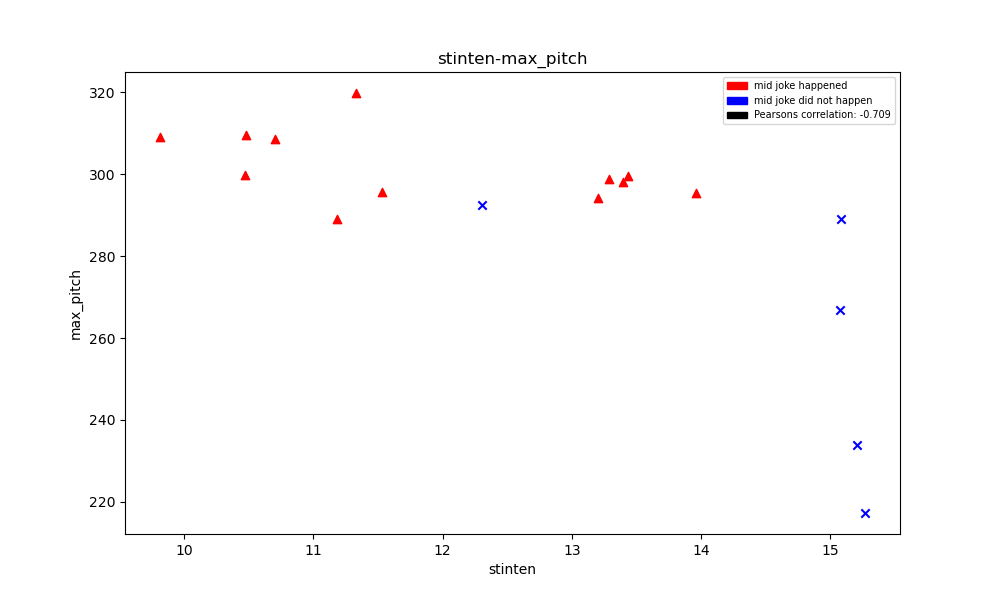 stinten-max_pitch
mid joke happened
mid joke did not happen
Pearsons correlation: -0.709
320
300
280
260
240
220
max_pitch
10 11 12 13 14 15
stinten